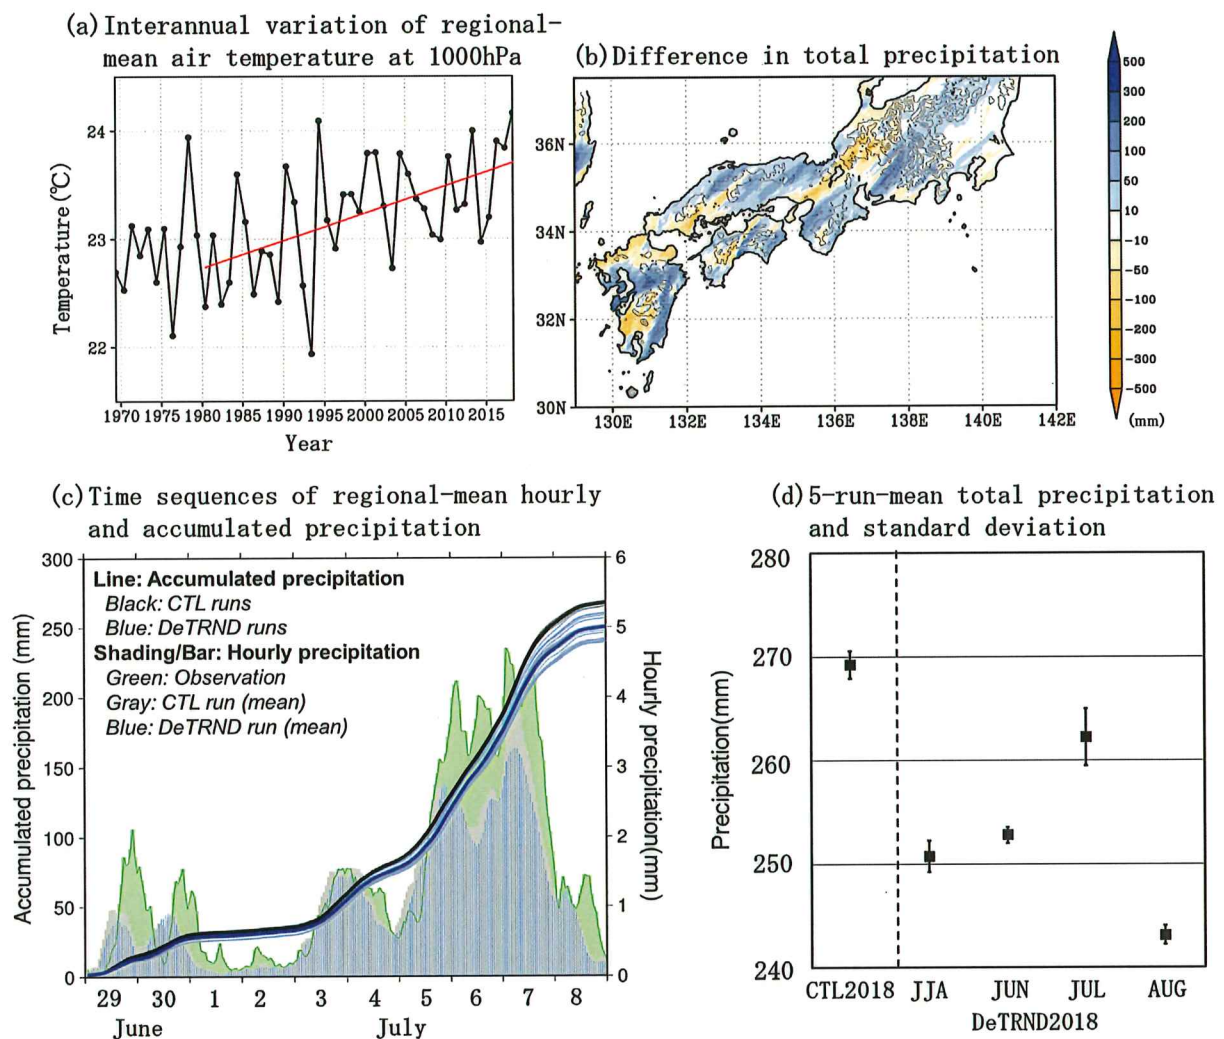 (a) Interannual variation of regional-
mean air temperature at 1000hPa
Temperature(℃)
24
23
22
1970 1975 1980 1985 1990 1995 2000 2005 2010 2015
Year
(b) Difference in total precipitation
36N
34N
32N
30N
130E 132E 134E 136E 138E 140E 142E
500
300
200
100
50
10
-10
-50
-100
-200
-300
-500
(mm)
(c) Time sequences of regional-mean hourly
and accumulated precipitation
Accumulated precipitation (mm)
300
250
200
150
100
50
0
Line: Accumulated precipitation
Black: CTL runs
Blue: DeTRND runs
Shading/Bar: Hourly precipitation
Green: Observation
Gray: CTL run (mean)
Blue: DeTRND run (mean)
6
5
4
3
2
1
0
Hourly precipitation(mm)
29 30 1 2 3 4 5 6 7 8
June July
(d) 5-run-mean total precipitation
and standard deviation
Precipitation(mm)
280
270
260
250
240
CTL2018 JJA JUN JUL AUG
DeTRND2018